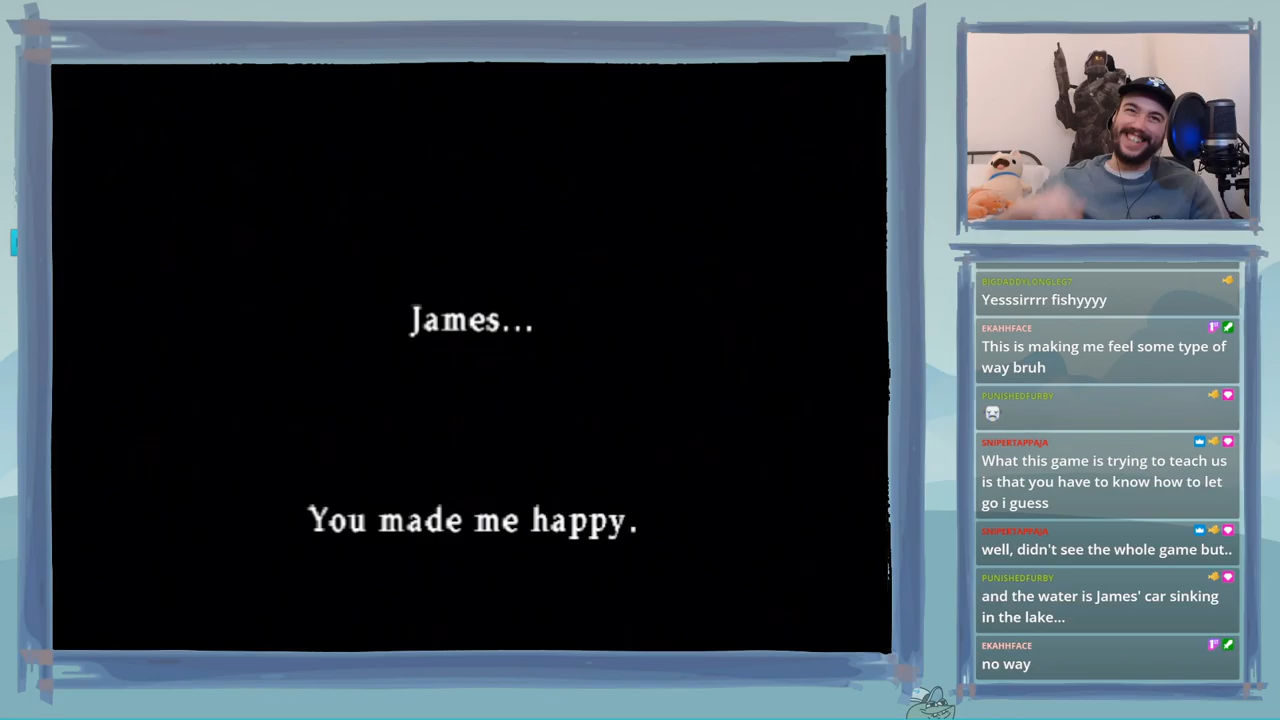 James...
You made me happy.
BIGDADDYLONGLEG7
Yesssirrrr fishyyyy
EKAHHFACE
This is making me feel some type of
way bruh
PUNISHEDFURBY
SNIPERTAPPAJA
What this game is trying to teach us
is that you have to know how to let
go i guess
SNIPERTAPPAJA
well, didn't see the whole game but..
PUNISHEDFURBY
and the water is James' car sinking
in the lake...
EKAHHFACE
no way